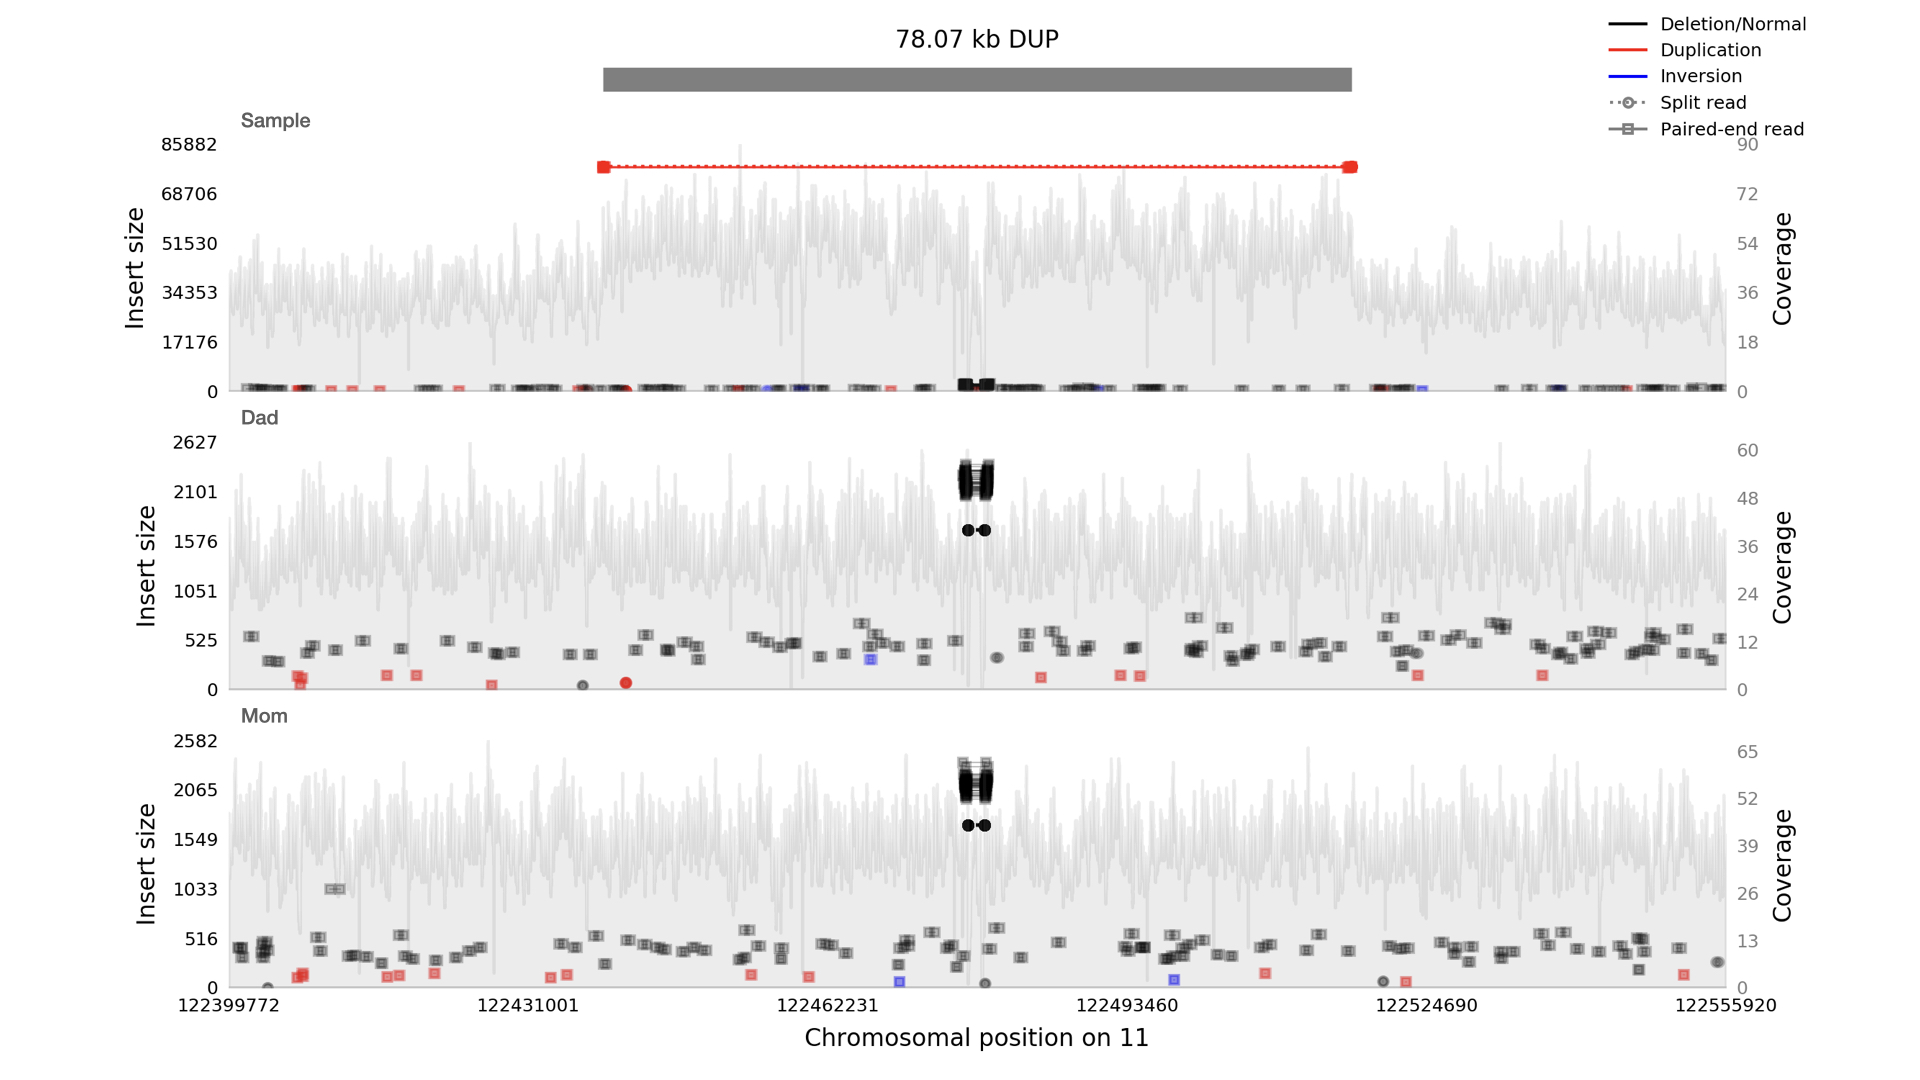 78.07 kb DUP
Deletion/Normal
Duplication
Inversion
Split read
Paired-end read
Sample
85882
68706
51530
34353
17176
0
Insert size
90
72
54
36
18
0
Coverage
Dad
2627
2101
1576
1051
525
0
Insert size
60
48
36
24
12
0
Coverage
Mom
2582
2065
1549
1033
516
0
Insert size
65
52
39
26
13
0
Coverage
122399772 122431001 122462231 122493460 122524690 122555920
Chromosomal position on 11